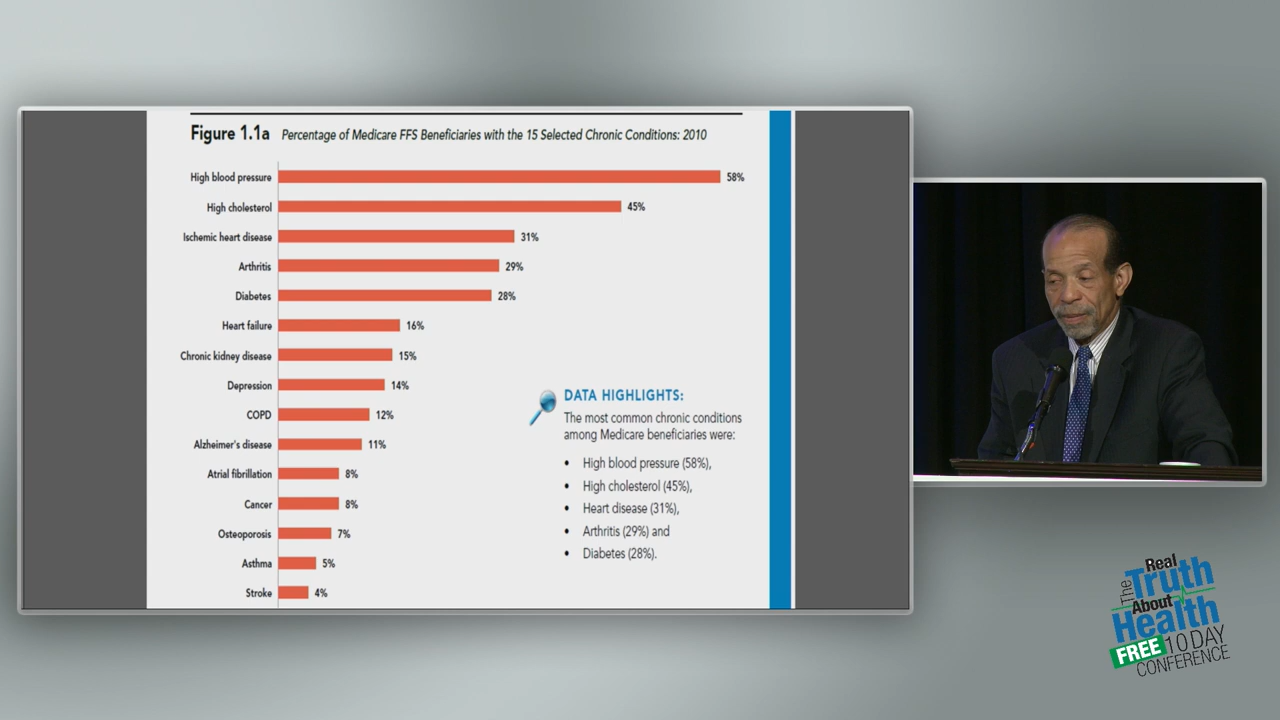 Figure 1.1a Percentage of Medicare FFS Beneficiaries with the 15 Selected Chronic Conditions: 2010
High blood pressure 58%
High cholesterol 45%
Ischemic heart disease 31%
Arthritis 29%
Diabetes 28%
Heart failure 16%
Chronic kidney disease 15%
Depression 14%
COPD 12%
Alzheimer's disease 11%
Atrial fibrillation 8%
Cancer 8%
Osteoporosis 7%
Asthma 5%
Stroke 4%
DATA HIGHLIGHTS:
The most common chronic conditions
among Medicare beneficiaries were:
• High blood pressure (58%),
• High cholesterol (45%),
• Heart disease (31%),
• Arthritis (29%) and
• Diabetes (28%).
The Real
Truth
About
Health
FREE 10 DAY
CONFERENCE